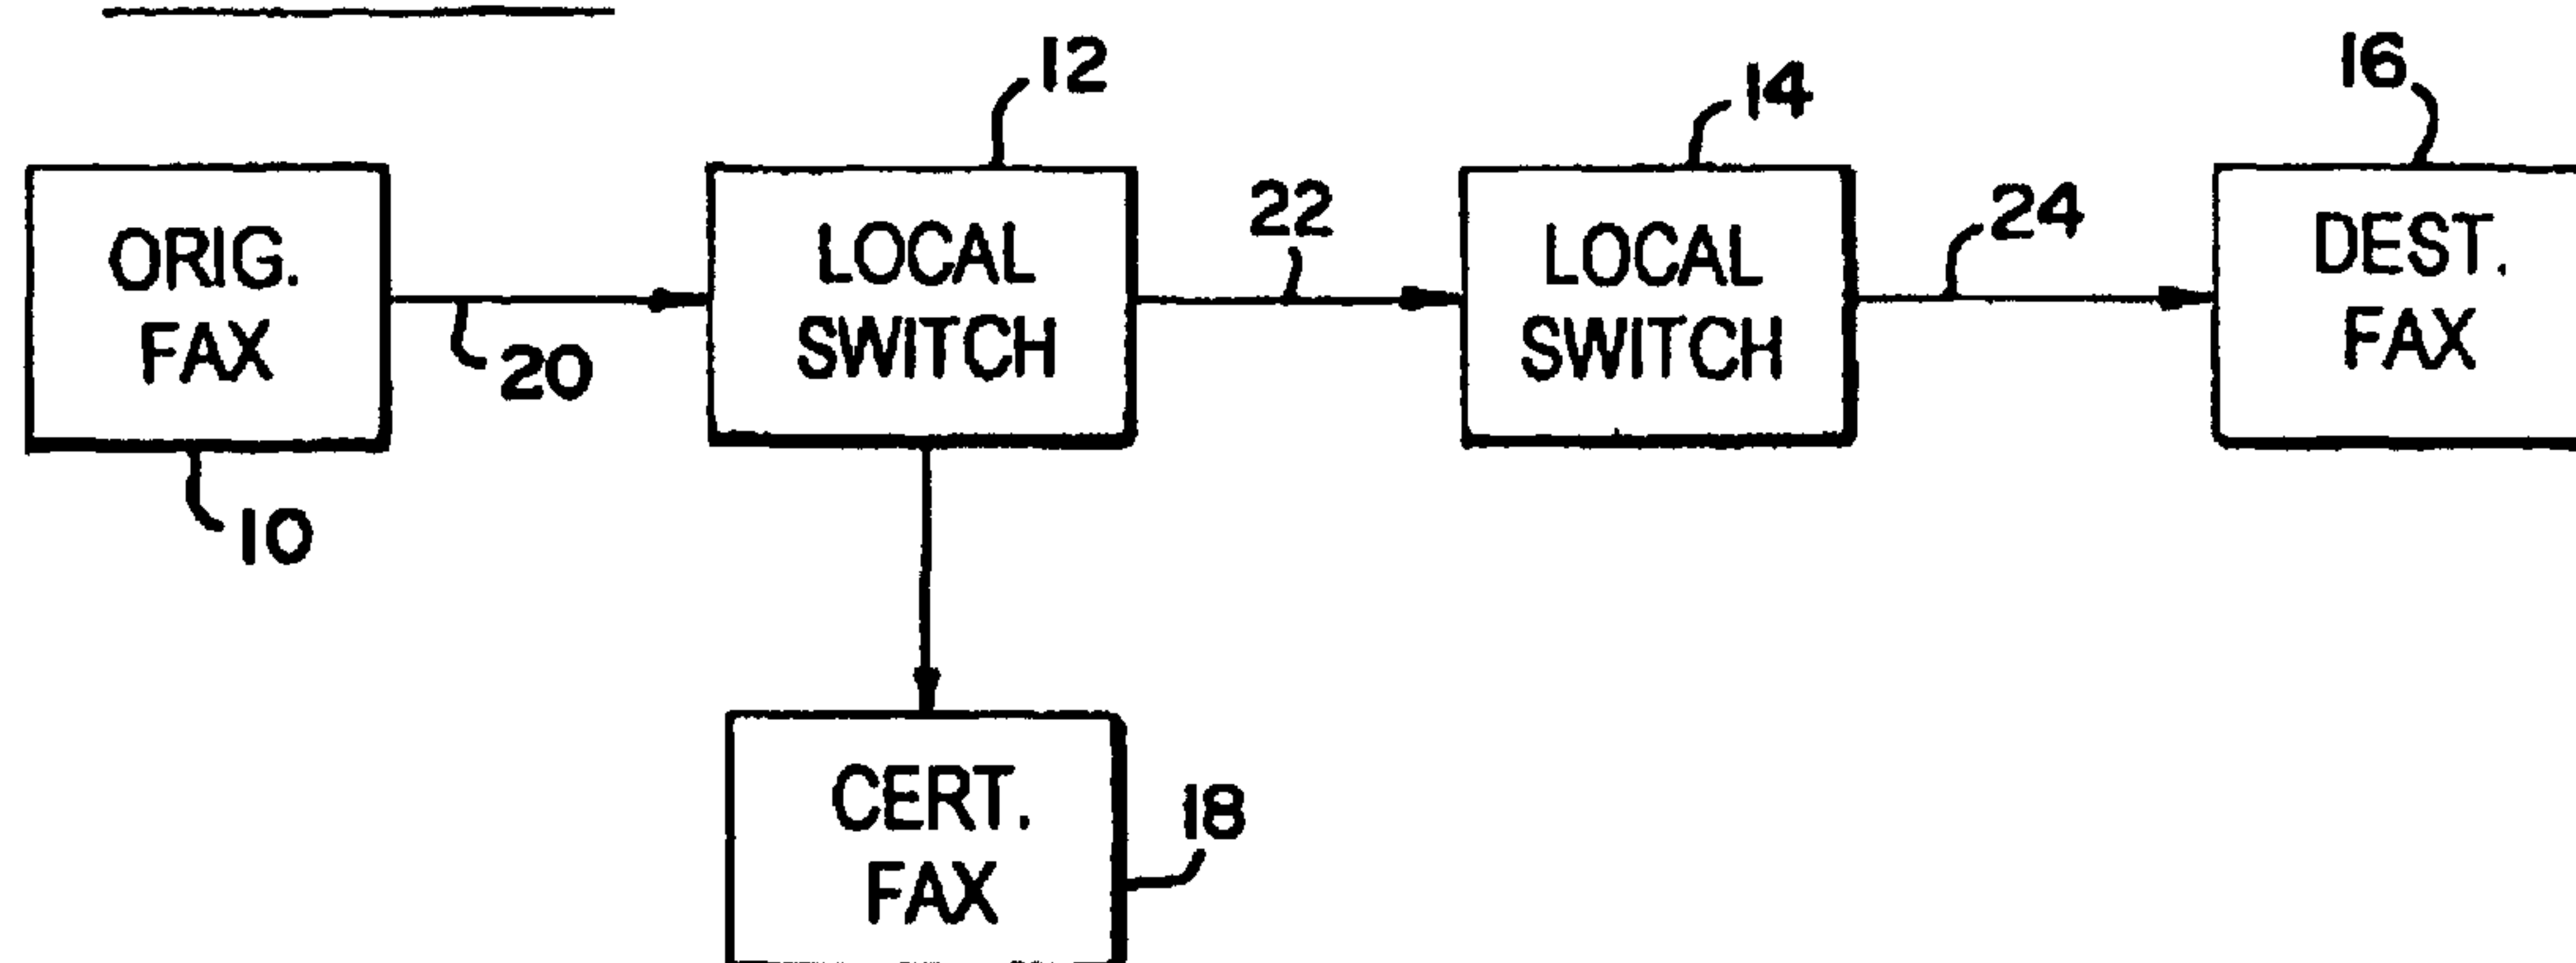 12
14
16
ORIG.
FAX
LOCAL
SWITCH
22
LOCAL
SWITCH
24
DEST.
FAX
20
10
CERT.
FAX
18